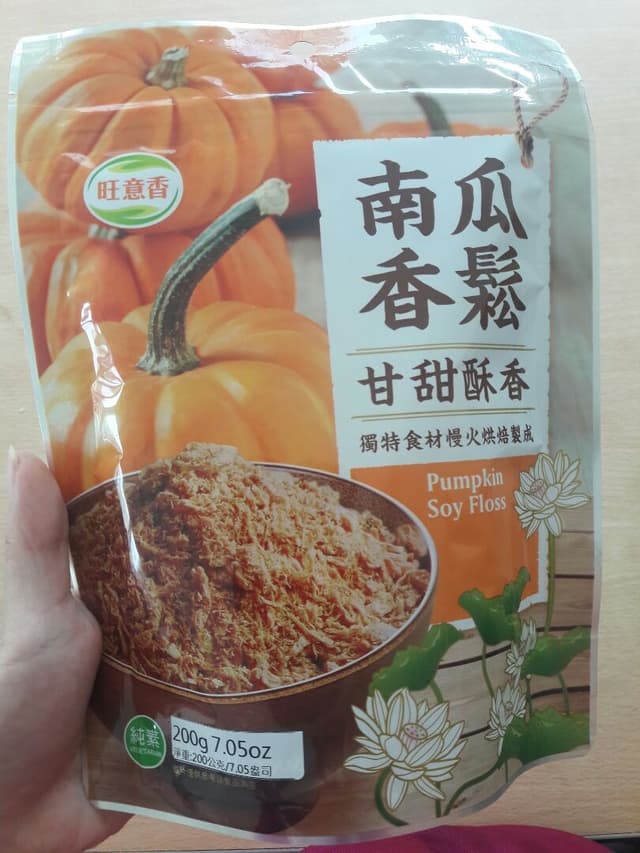 旺意香
南瓜
香鬆
甘甜酥香
獨特食材慢火烘焙製成
Pumpkin
Soy Floss
純素
VEGETARIAN
200g 7.05oz
淨重:200公克/7.05盎司